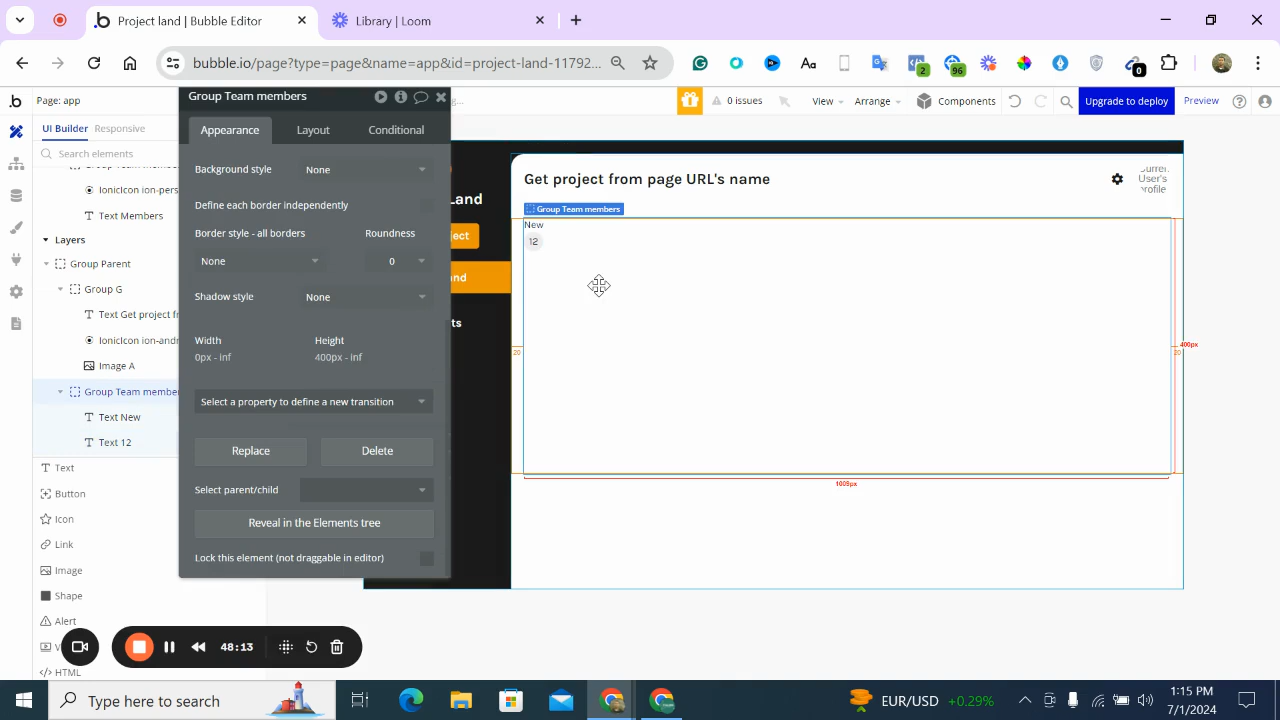 Project land | Bubble Editor
Library | Loom
bubble.io/page?type=page&name=app&id=project-land-11792...
2
96
Aa
0
Page: app
0 issues
View
Arrange
Components
Upgrade to deploy
Preview
UI Builder
Responsive
Search elements
IonicIcon ion-pers
Text Members
Layers
Group Parent
Group G
Text Get project f
IonicIcon ion-andr
Image A
Group Team membe
Text New
Text 12
Text
Button
Icon
Link
Image
Shape
Alert
HTML
Group Team members
Appearance
Layout
Conditional
Background style
None
Define each border independently
Border style - all borders
Roundness
None
0
Shadow style
None
Width
Height
0px - inf
400px - inf
Select a property to define a new transition
Replace
Delete
Select parent/child
Reveal in the Elements tree
Lock this element (not draggable in editor)
Land
ject
and
ts
Get project from page URL's name
User's
profile
Group Team members
New
12
20
20
400px
48:13
Type here to search
EUR/USD +0.29%
1:15 PM
7/1/2024